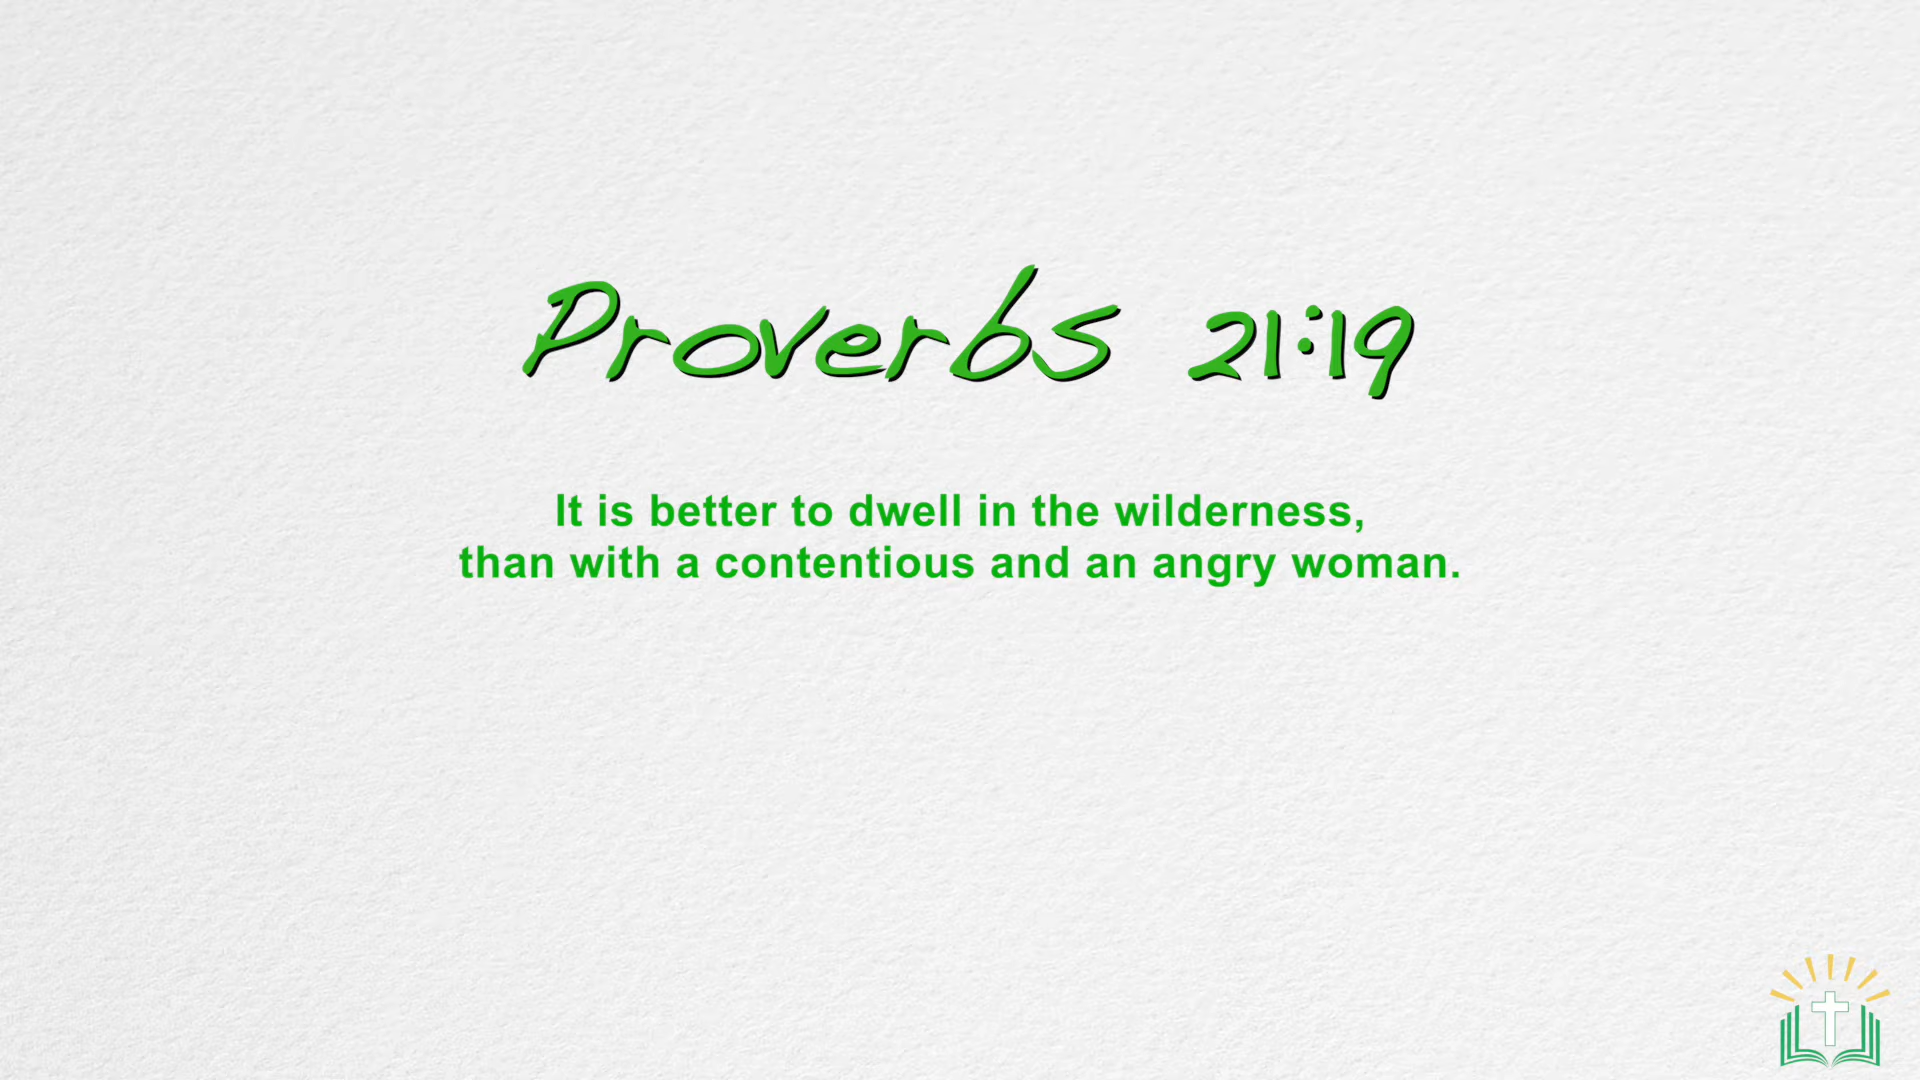 Proverbs 21:19
It is better to dwell in the wilderness,
than with a contentious and an angry woman.